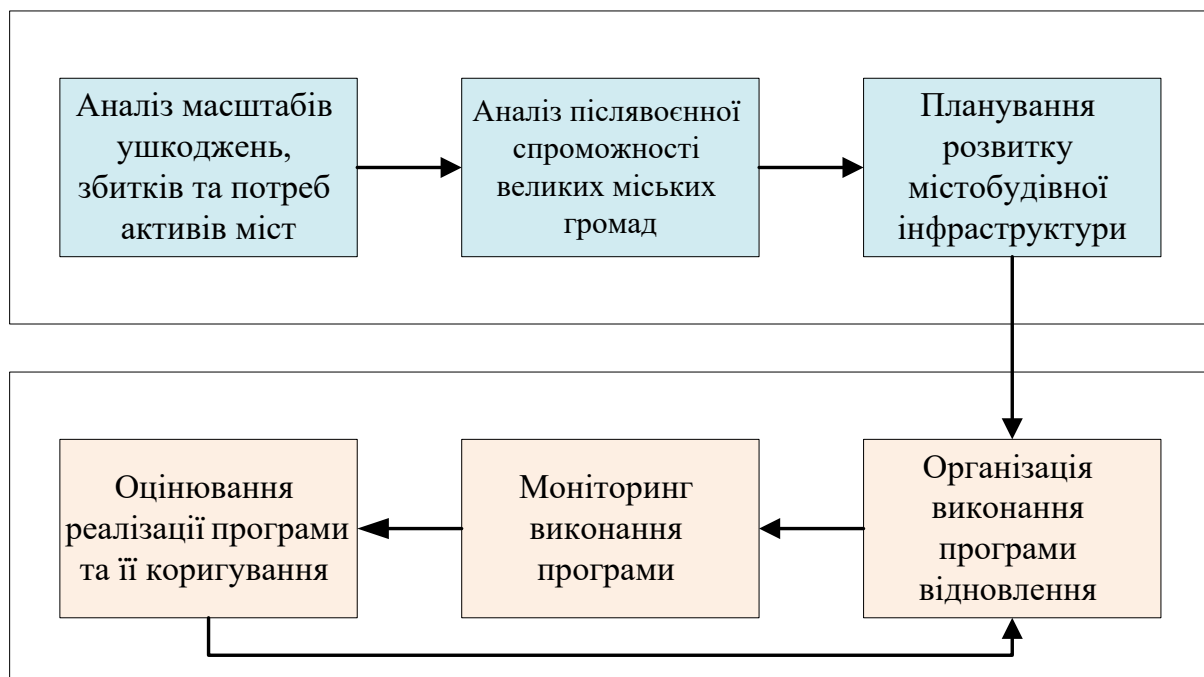 Аналіз масштабів
ушкоджень,
збитків та потреб
активів міст
Аналіз післявоєнної
спроможності
великих міських
громад
Планування
розвитку
містобудівної
інфраструктури
Організація
виконання
програми
відновлення
Моніторинг
виконання
програми
Оцінювання
реалізації програми
та її коригування